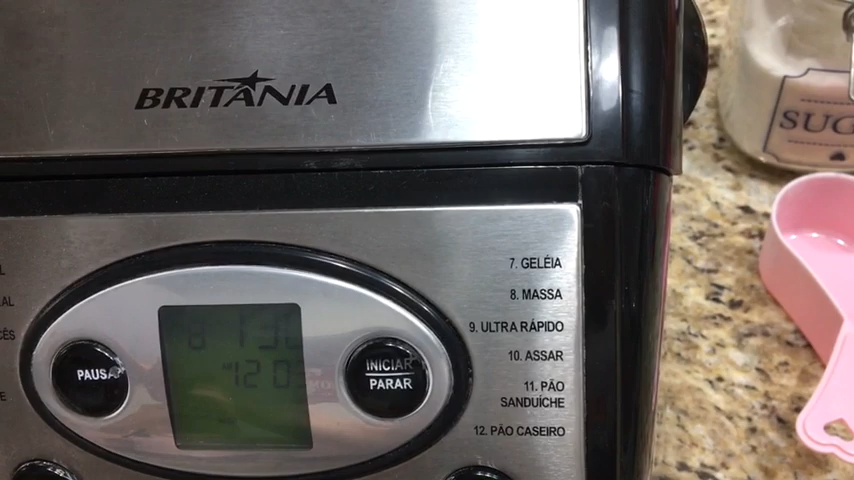 BRITÂNIA
SUG
7. GELÉIA
8. MASSA
9. ULTRA RÁPIDO
10. ASSAR
11. PÃO
SANDUÍCHE
12. PÃO CASEIRO
PAUSA
INICIAR
PARAR